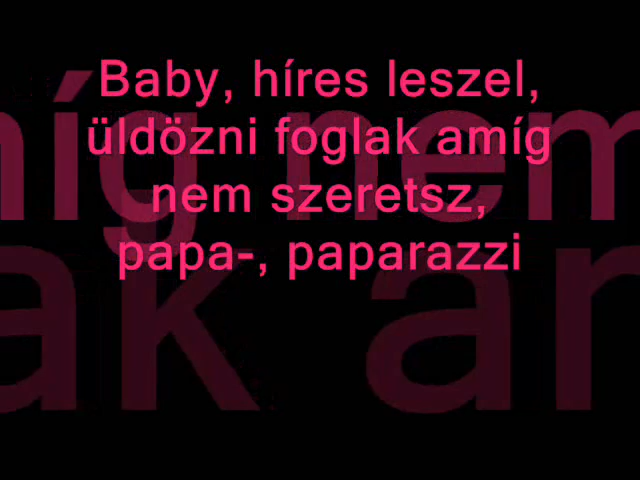 Baby, híres leszel,
üldözni foglak amíg
nem szeretsz,
papa-, paparazzi